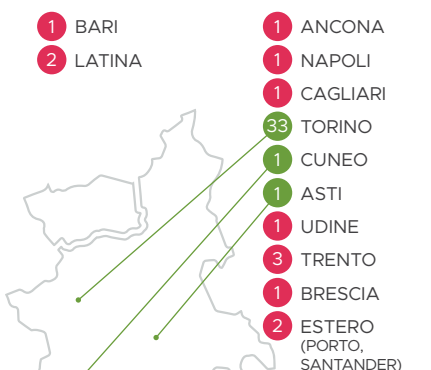 1 BARI
2 LATINA
1 ANCONA
1 NAPOLI
1 CAGLIARI
33 TORINO
1 CUNEO
1 ASTI
1 UDINE
3 TRENTO
1 BRESCIA
2 ESTERO
(PORTO,
SANTANDER)